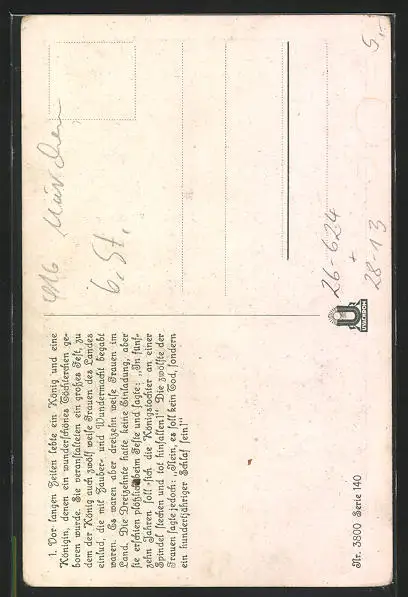 1. Vor langen Zeiten lebte ein König und eine
Königin, denen ein wunderschönes Töchterchen ge-
boren wurde. Sie veranstalteten ein großes Fest, zu
dem der König auch zwölf weise Frauen des Landes
einlud, die mit Zauber- und Wundermacht begabt
waren. Es waren aber dreizehn weise Frauen im
Land. Die Dreizehnte hatte keine Einladung, aber
sie erschien plötzlich beim Feste und sagte: „In fünf-
zehn Jahren soll sich die Königstochter an einer
Spindel stechen und tot hinfallen!" Die zwölfte der
Frauen sagte jedoch: „Nein, es soll kein Tod, sondern
ein hundertjähriger Schlaf sein!"
Nr. 3800 Serie 140
UVACHROM
Märchen
6. St.
26-624
+
28-13
5,-